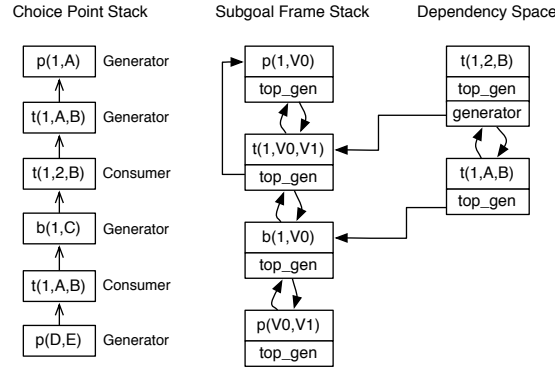 Choice Point Stack
p(1,A) Generator
t(1,A,B) Generator
t(1,2,B) Consumer
b(1,C) Generator
t(1,A,B) Consumer
p(D,E) Generator
Subgoal Frame Stack
p(1,V0)
top_gen
t(1,V0,V1)
top_gen
b(1,V0)
top_gen
p(V0,V1)
top_gen
Dependency Space
t(1,2,B)
top_gen
generator
t(1,A,B)
top_gen